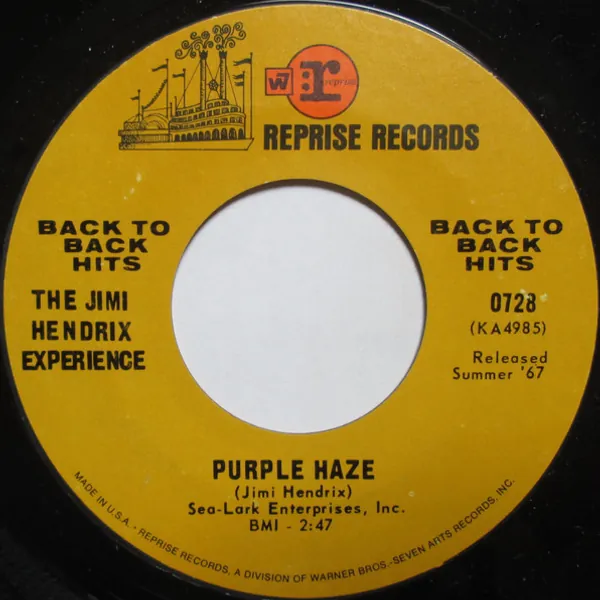 W7
r
reprise
REPRISE RECORDS
BACK TO
BACK
HITS
BACK TO
BACK
HITS
THE JIMI
HENDRIX
EXPERIENCE
0728
(KA4985)
Released
Summer '67
PURPLE HAZE
(Jimi Hendrix)
Sea-Lark Enterprises, Inc.
BMI - 2:47
MADE IN U.S.A. - REPRISE RECORDS, A DIVISION OF WARNER BROS.-SEVEN ARTS RECORDS, INC.